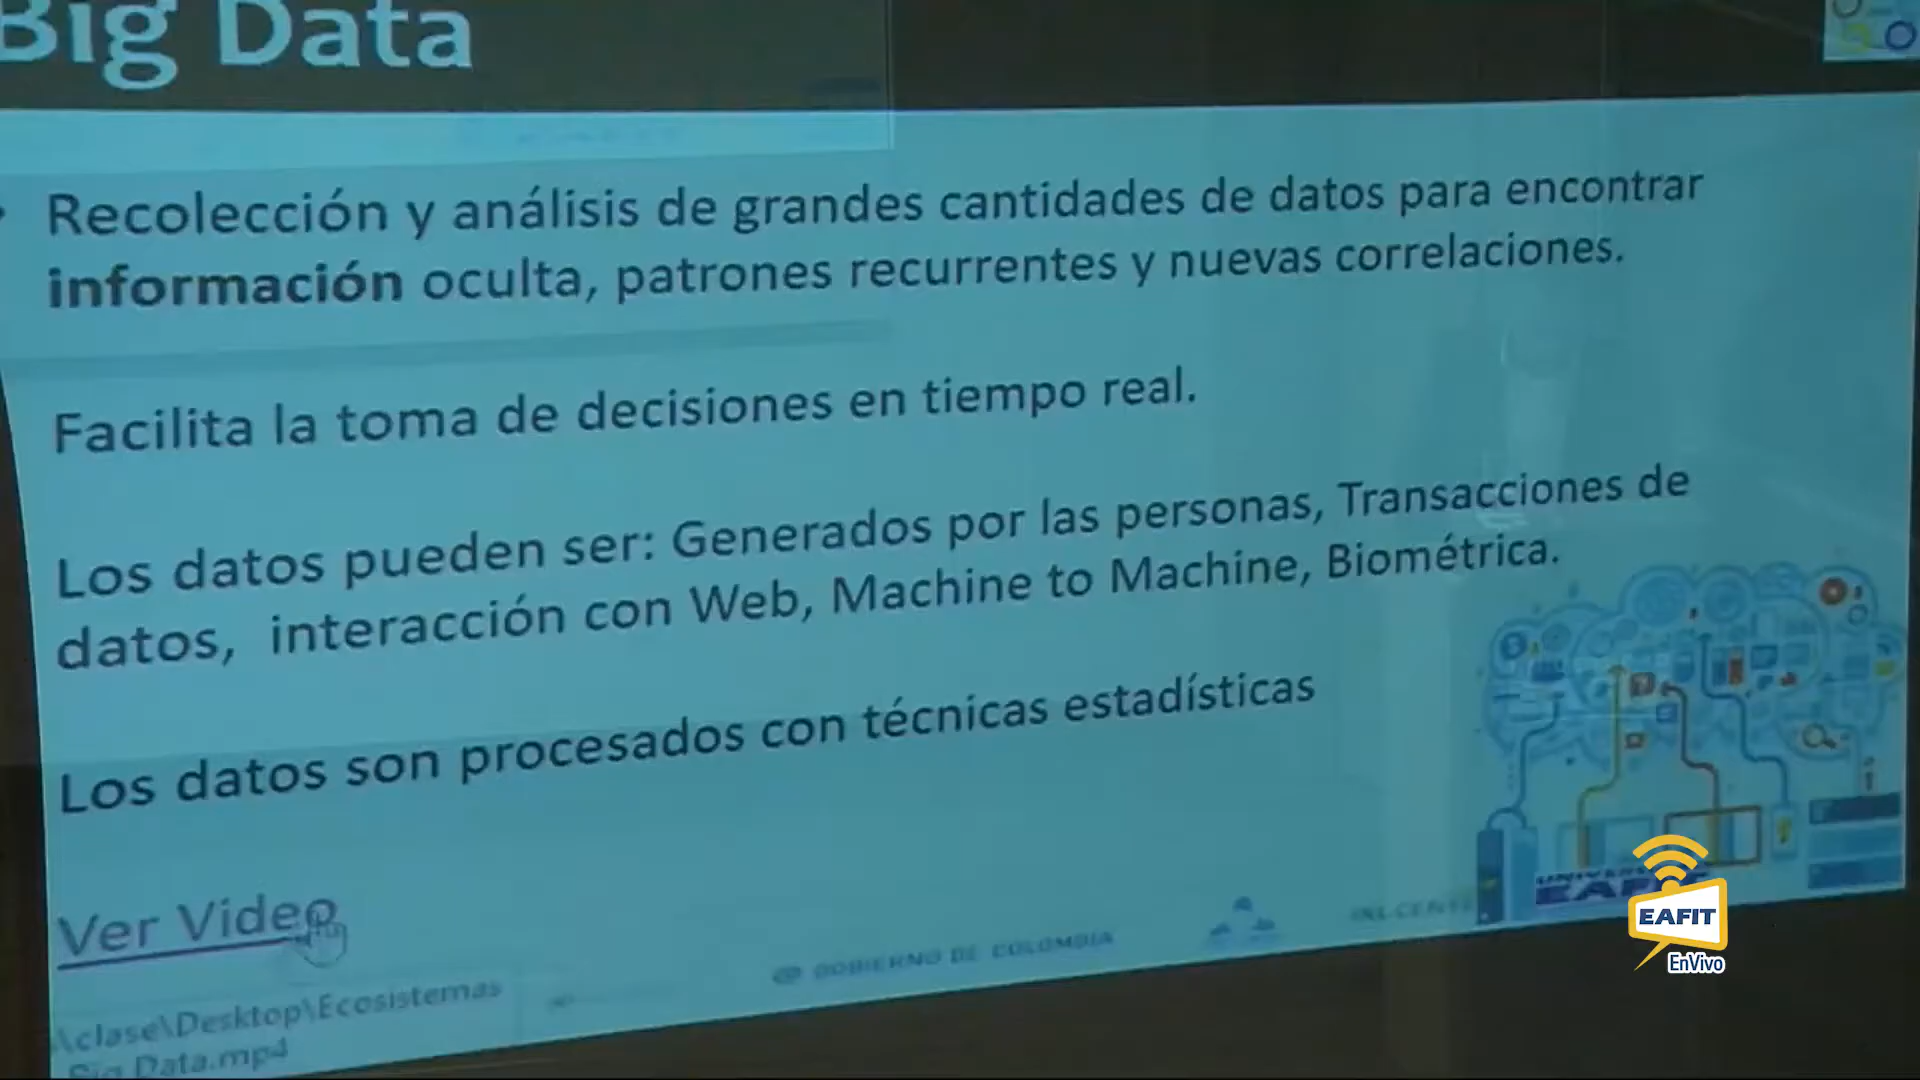 Big Data
Recolección y análisis de grandes cantidades de datos para encontrar
información oculta, patrones recurrentes y nuevas correlaciones.
Facilita la toma de decisiones en tiempo real.
Los datos pueden ser: Generados por las personas, Transacciones de
datos, interacción con Web, Machine to Machine, Biométrica.
Los datos son procesados con técnicas estadísticas
Ver Video
\clase\Desktop\Ecosistemas
Big Data.mp4
GOBIERNO DE COLOMBIA
EAFIT
EAFIT
EnVivo